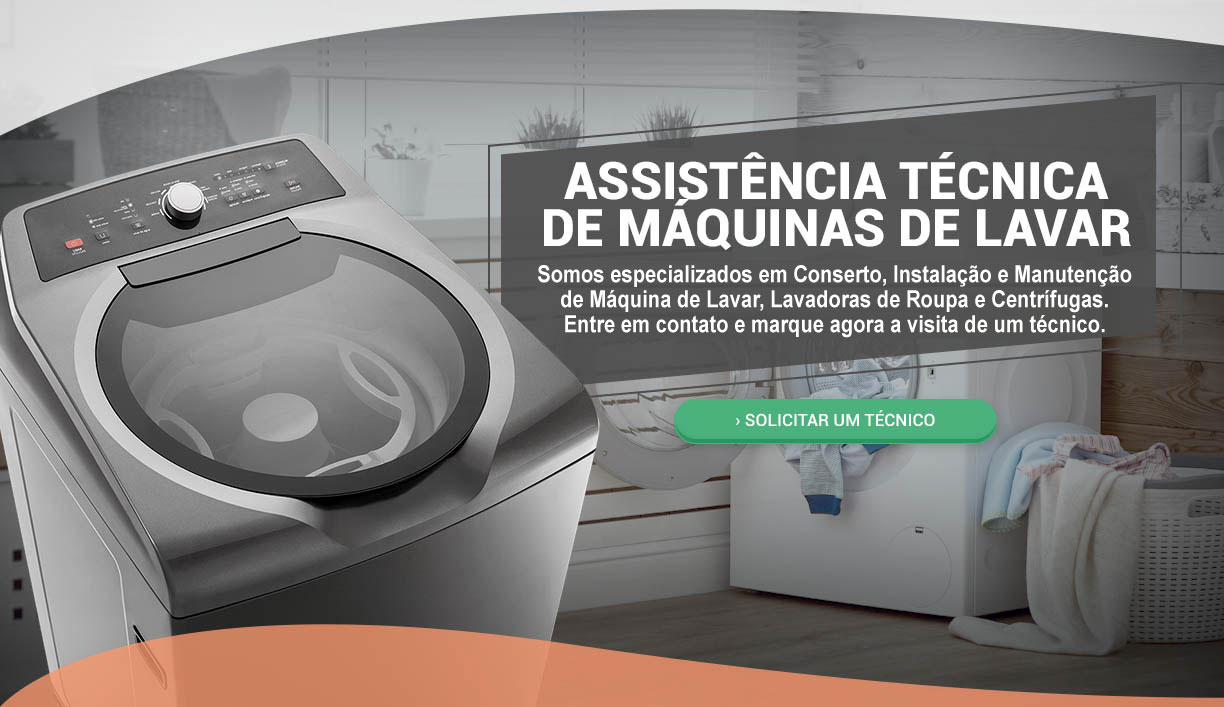 ASSISTÊNCIA TÉCNICA
DE MÁQUINAS DE LAVAR
Somos especializados em Conserto, Instalação e Manutenção
de Máquina de Lavar, Lavadoras de Roupa e Centrífugas.
Entre em contato e marque agora a visita de um técnico.
› SOLICITAR UM TÉCNICO